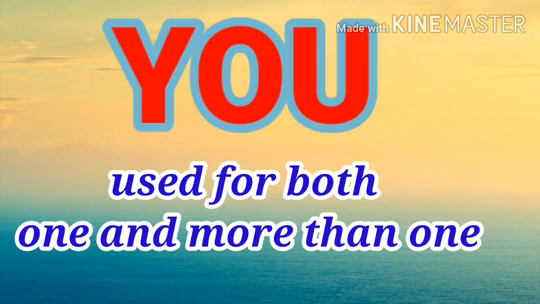 Made with KINEMASTER
YOU
used for both
one and more than one